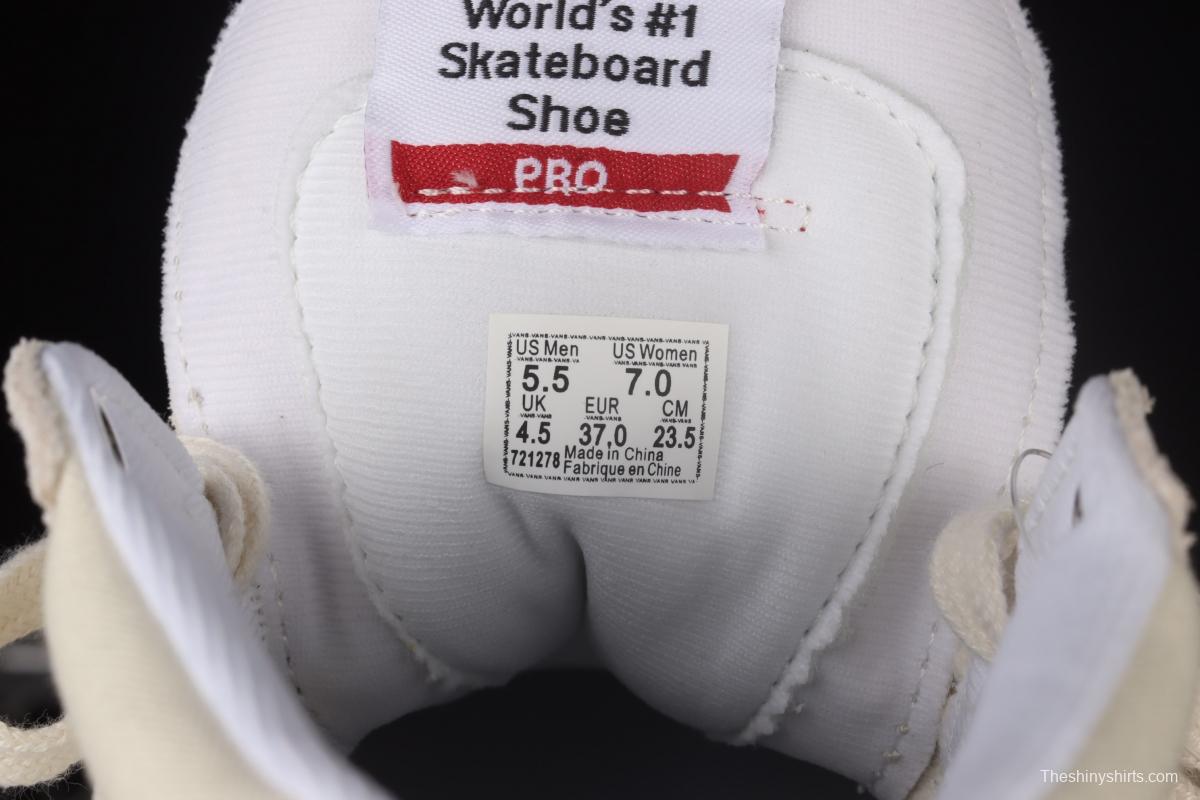 World's #1
Skateboard
Shoe
PRO
US Men US Women
5.5 7.0
UK EUR CM
4.5 37,0 23.5
721278 Made in China
Fabrique en Chine
Theshinyshirts.com